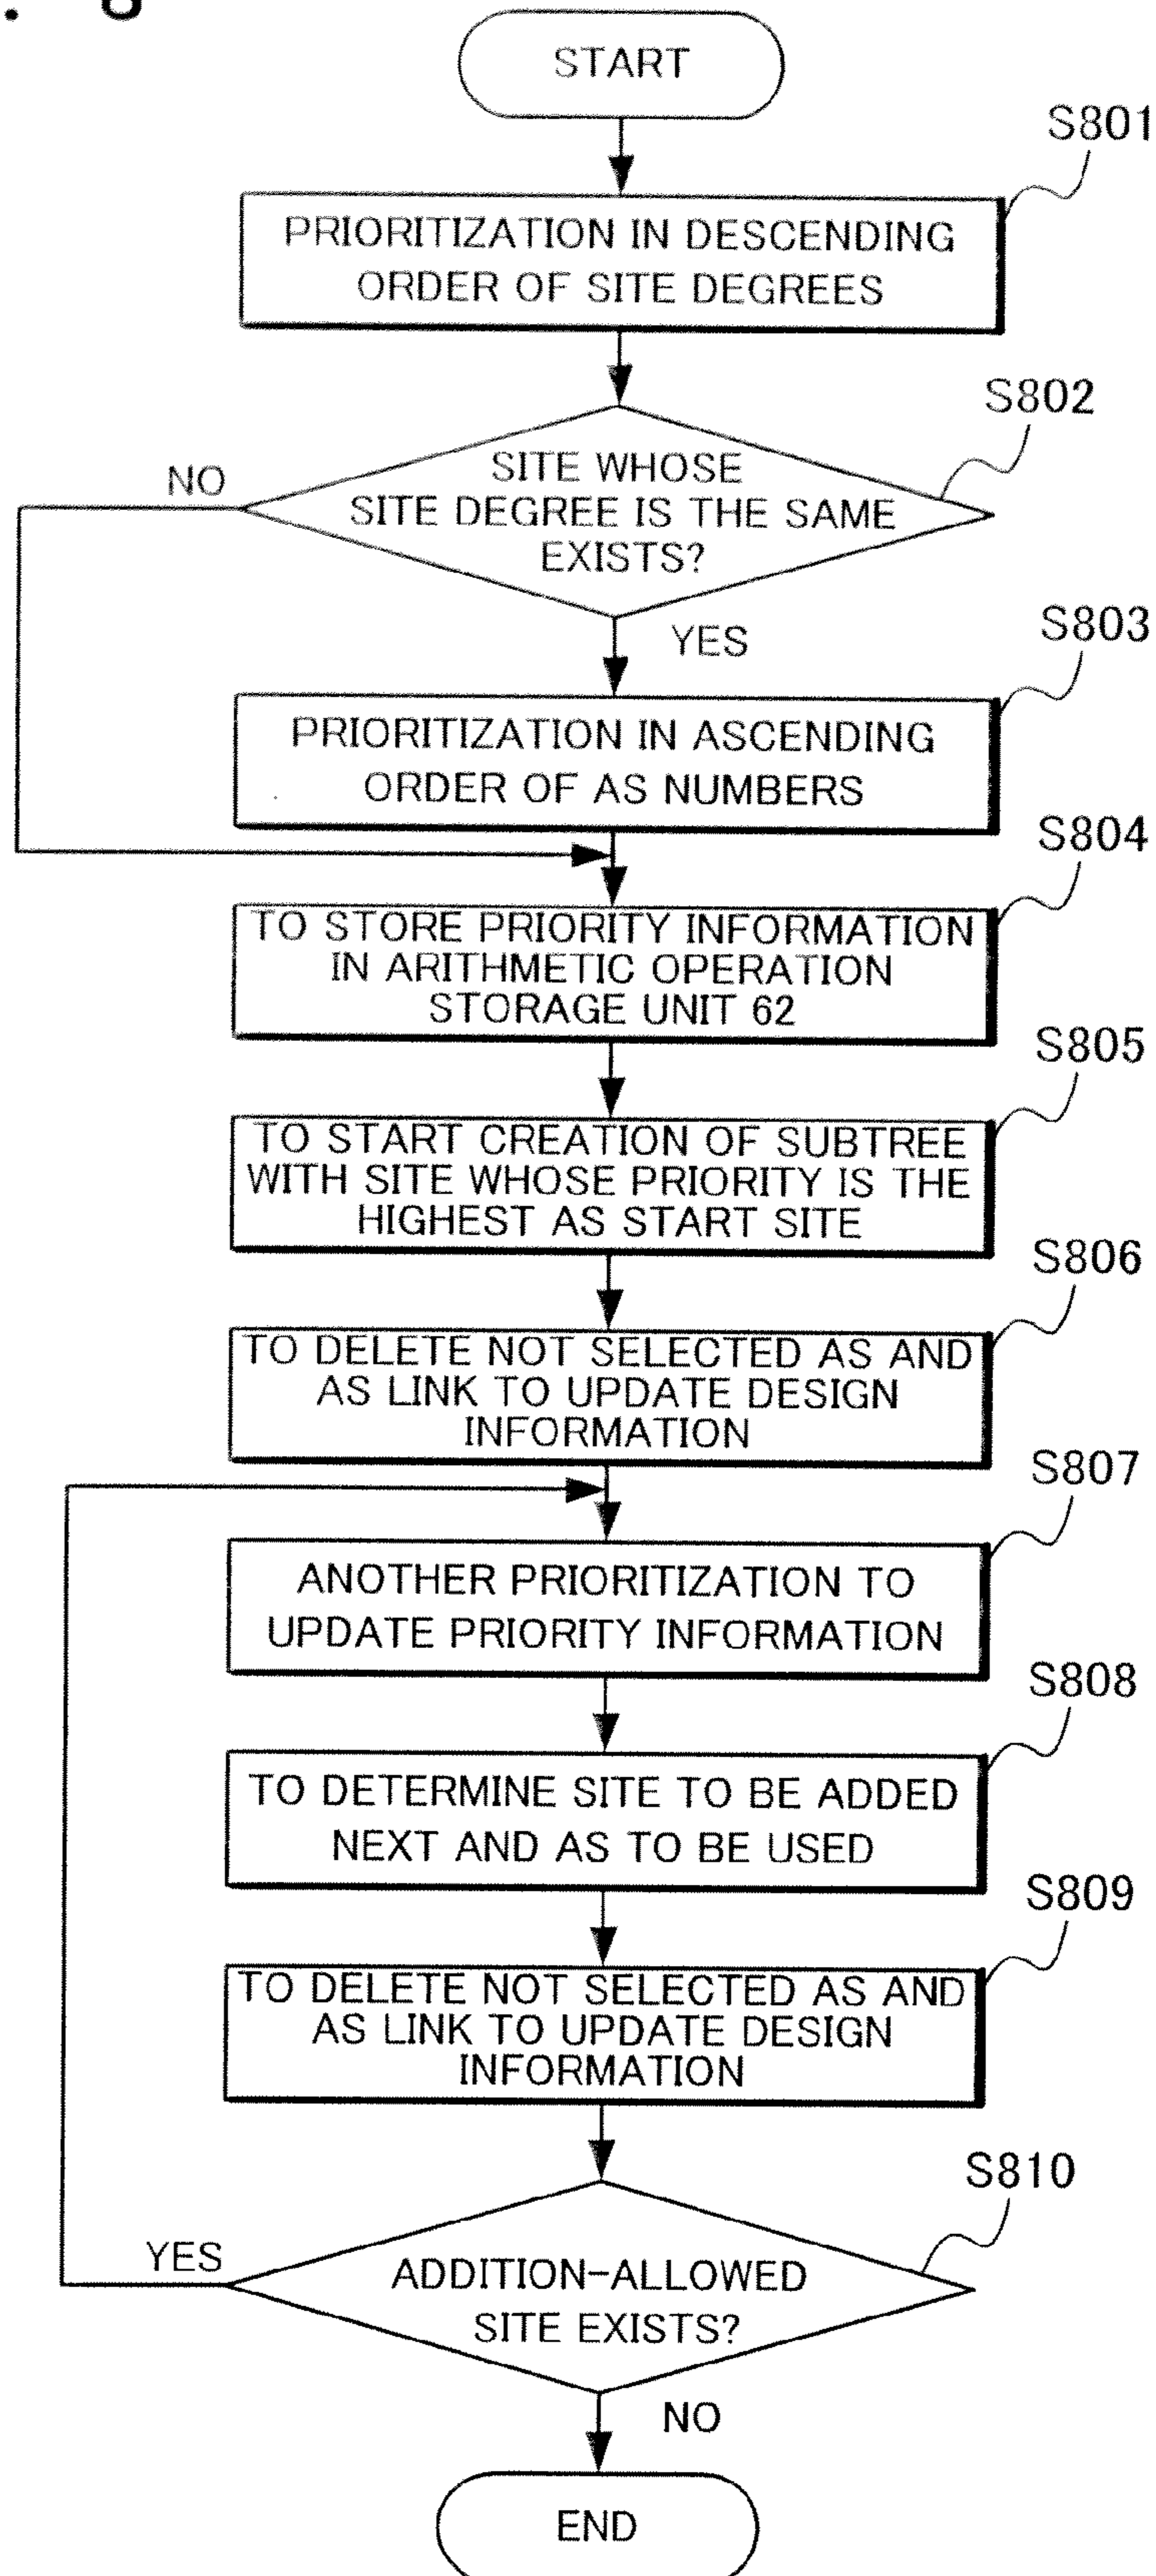 START
S801
PRIORITIZATION IN DESCENDING
ORDER OF SITE DEGREES
S802
NO
SITE WHOSE
SITE DEGREE IS THE SAME
EXISTS?
YES
S803
PRIORITIZATION IN ASCENDING
ORDER OF AS NUMBERS
S804
TO STORE PRIORITY INFORMATION
IN ARITHMETIC OPERATION
STORAGE UNIT 62
S805
TO START CREATION OF SUBTREE
WITH SITE WHOSE PRIORITY IS THE
HIGHEST AS START SITE
S806
TO DELETE NOT SELECTED AS AND
AS LINK TO UPDATE DESIGN
INFORMATION
S807
ANOTHER PRIORITIZATION TO
UPDATE PRIORITY INFORMATION
S808
TO DETERMINE SITE TO BE ADDED
NEXT AND AS TO BE USED
S809
TO DELETE NOT SELECTED AS AND
AS LINK TO UPDATE DESIGN
INFORMATION
S810
YES
ADDITION-ALLOWED
SITE EXISTS?
NO
END